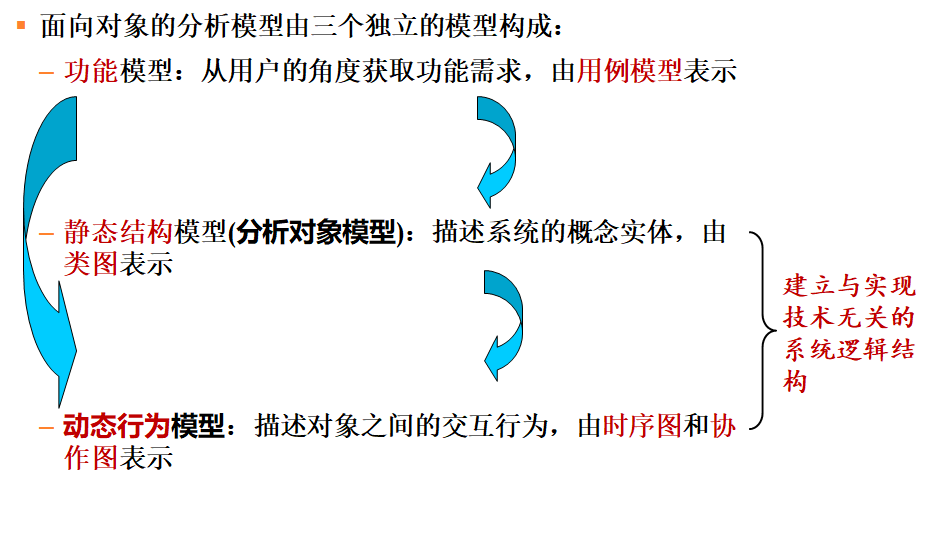 面向对象的分析模型由三个独立的模型构成：
– 功能模型：从用户的角度获取功能需求，由用例模型表示
– 静态结构模型(分析对象模型)：描述系统的概念实体，由
类图表示
建立与实现
技术无关的
系统逻辑结
构
– 动态行为模型：描述对象之间的交互行为，由时序图和协
作图表示